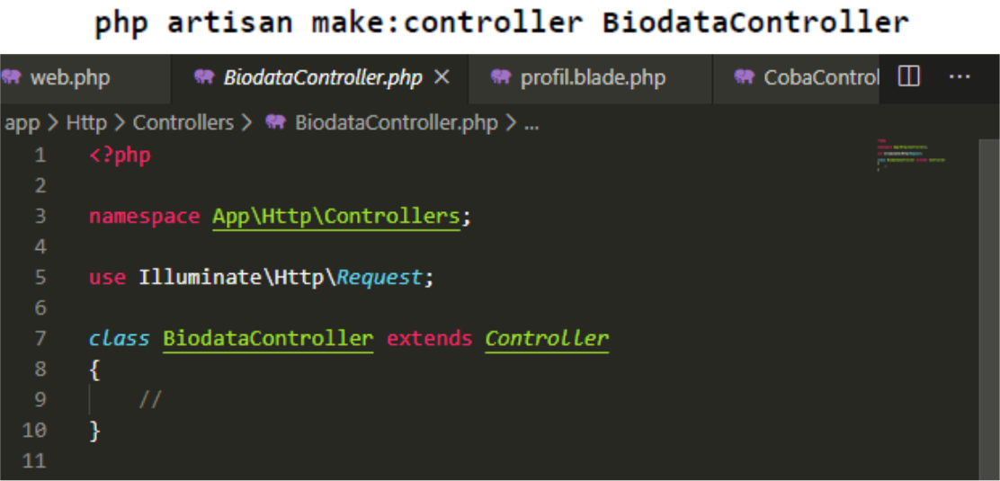 php artisan make:controller BiodataController
web.php BiodataController.php × profil.blade.php CobaControl ...
app > Http > Controllers > BiodataController.php > ...
1 <?php
2
3 namespace App\Http\Controllers;
4
5 use Illuminate\Http\Request;
6
7 class BiodataController extends Controller
8 {
9 //
10 }
11